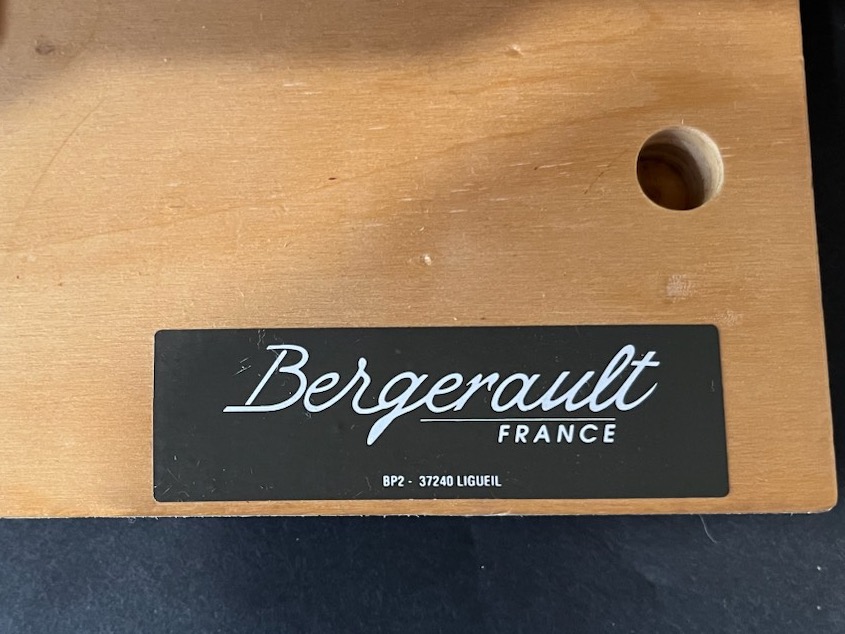 Bergerault
FRANCE
BP2 - 37240 LIGUEIL